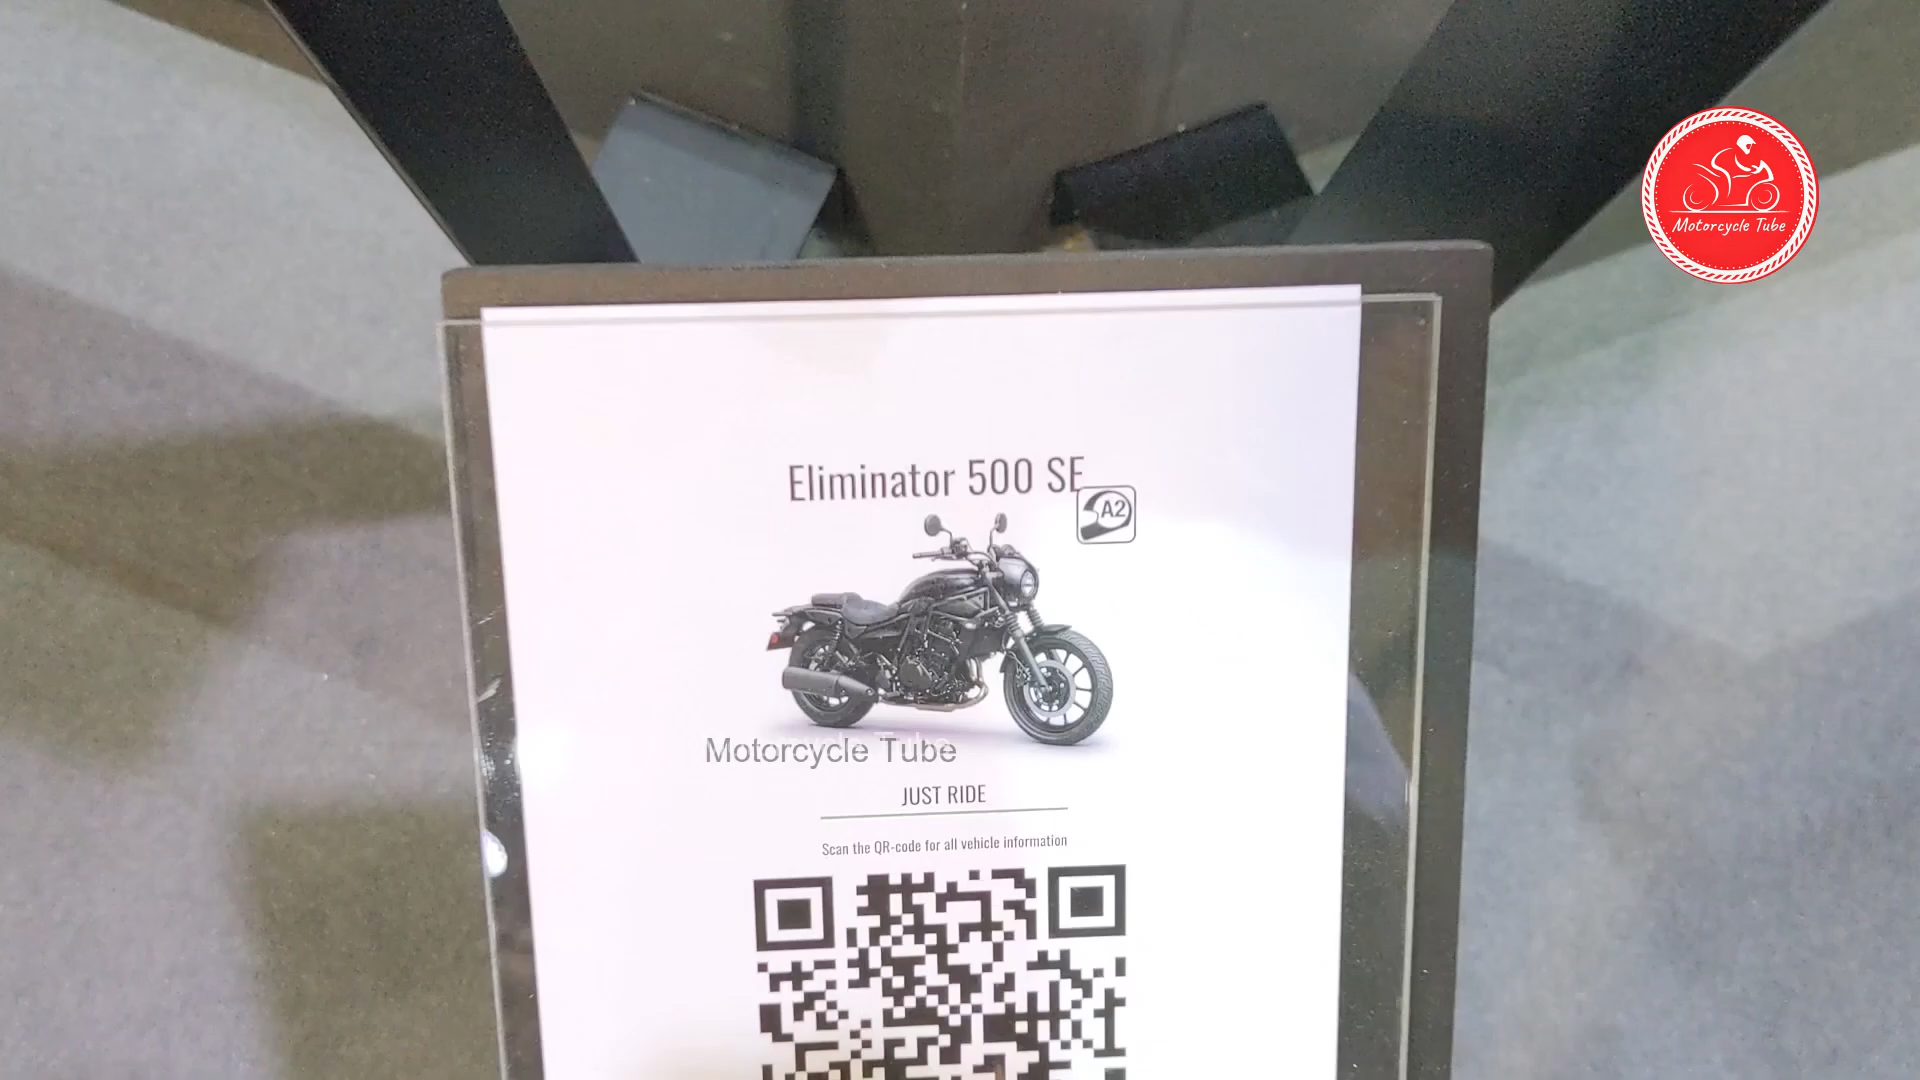 Motorcycle Tube
Eliminator 500 SE
A2
Motorcycle Tube
JUST RIDE
Scan the QR-code for all vehicle information